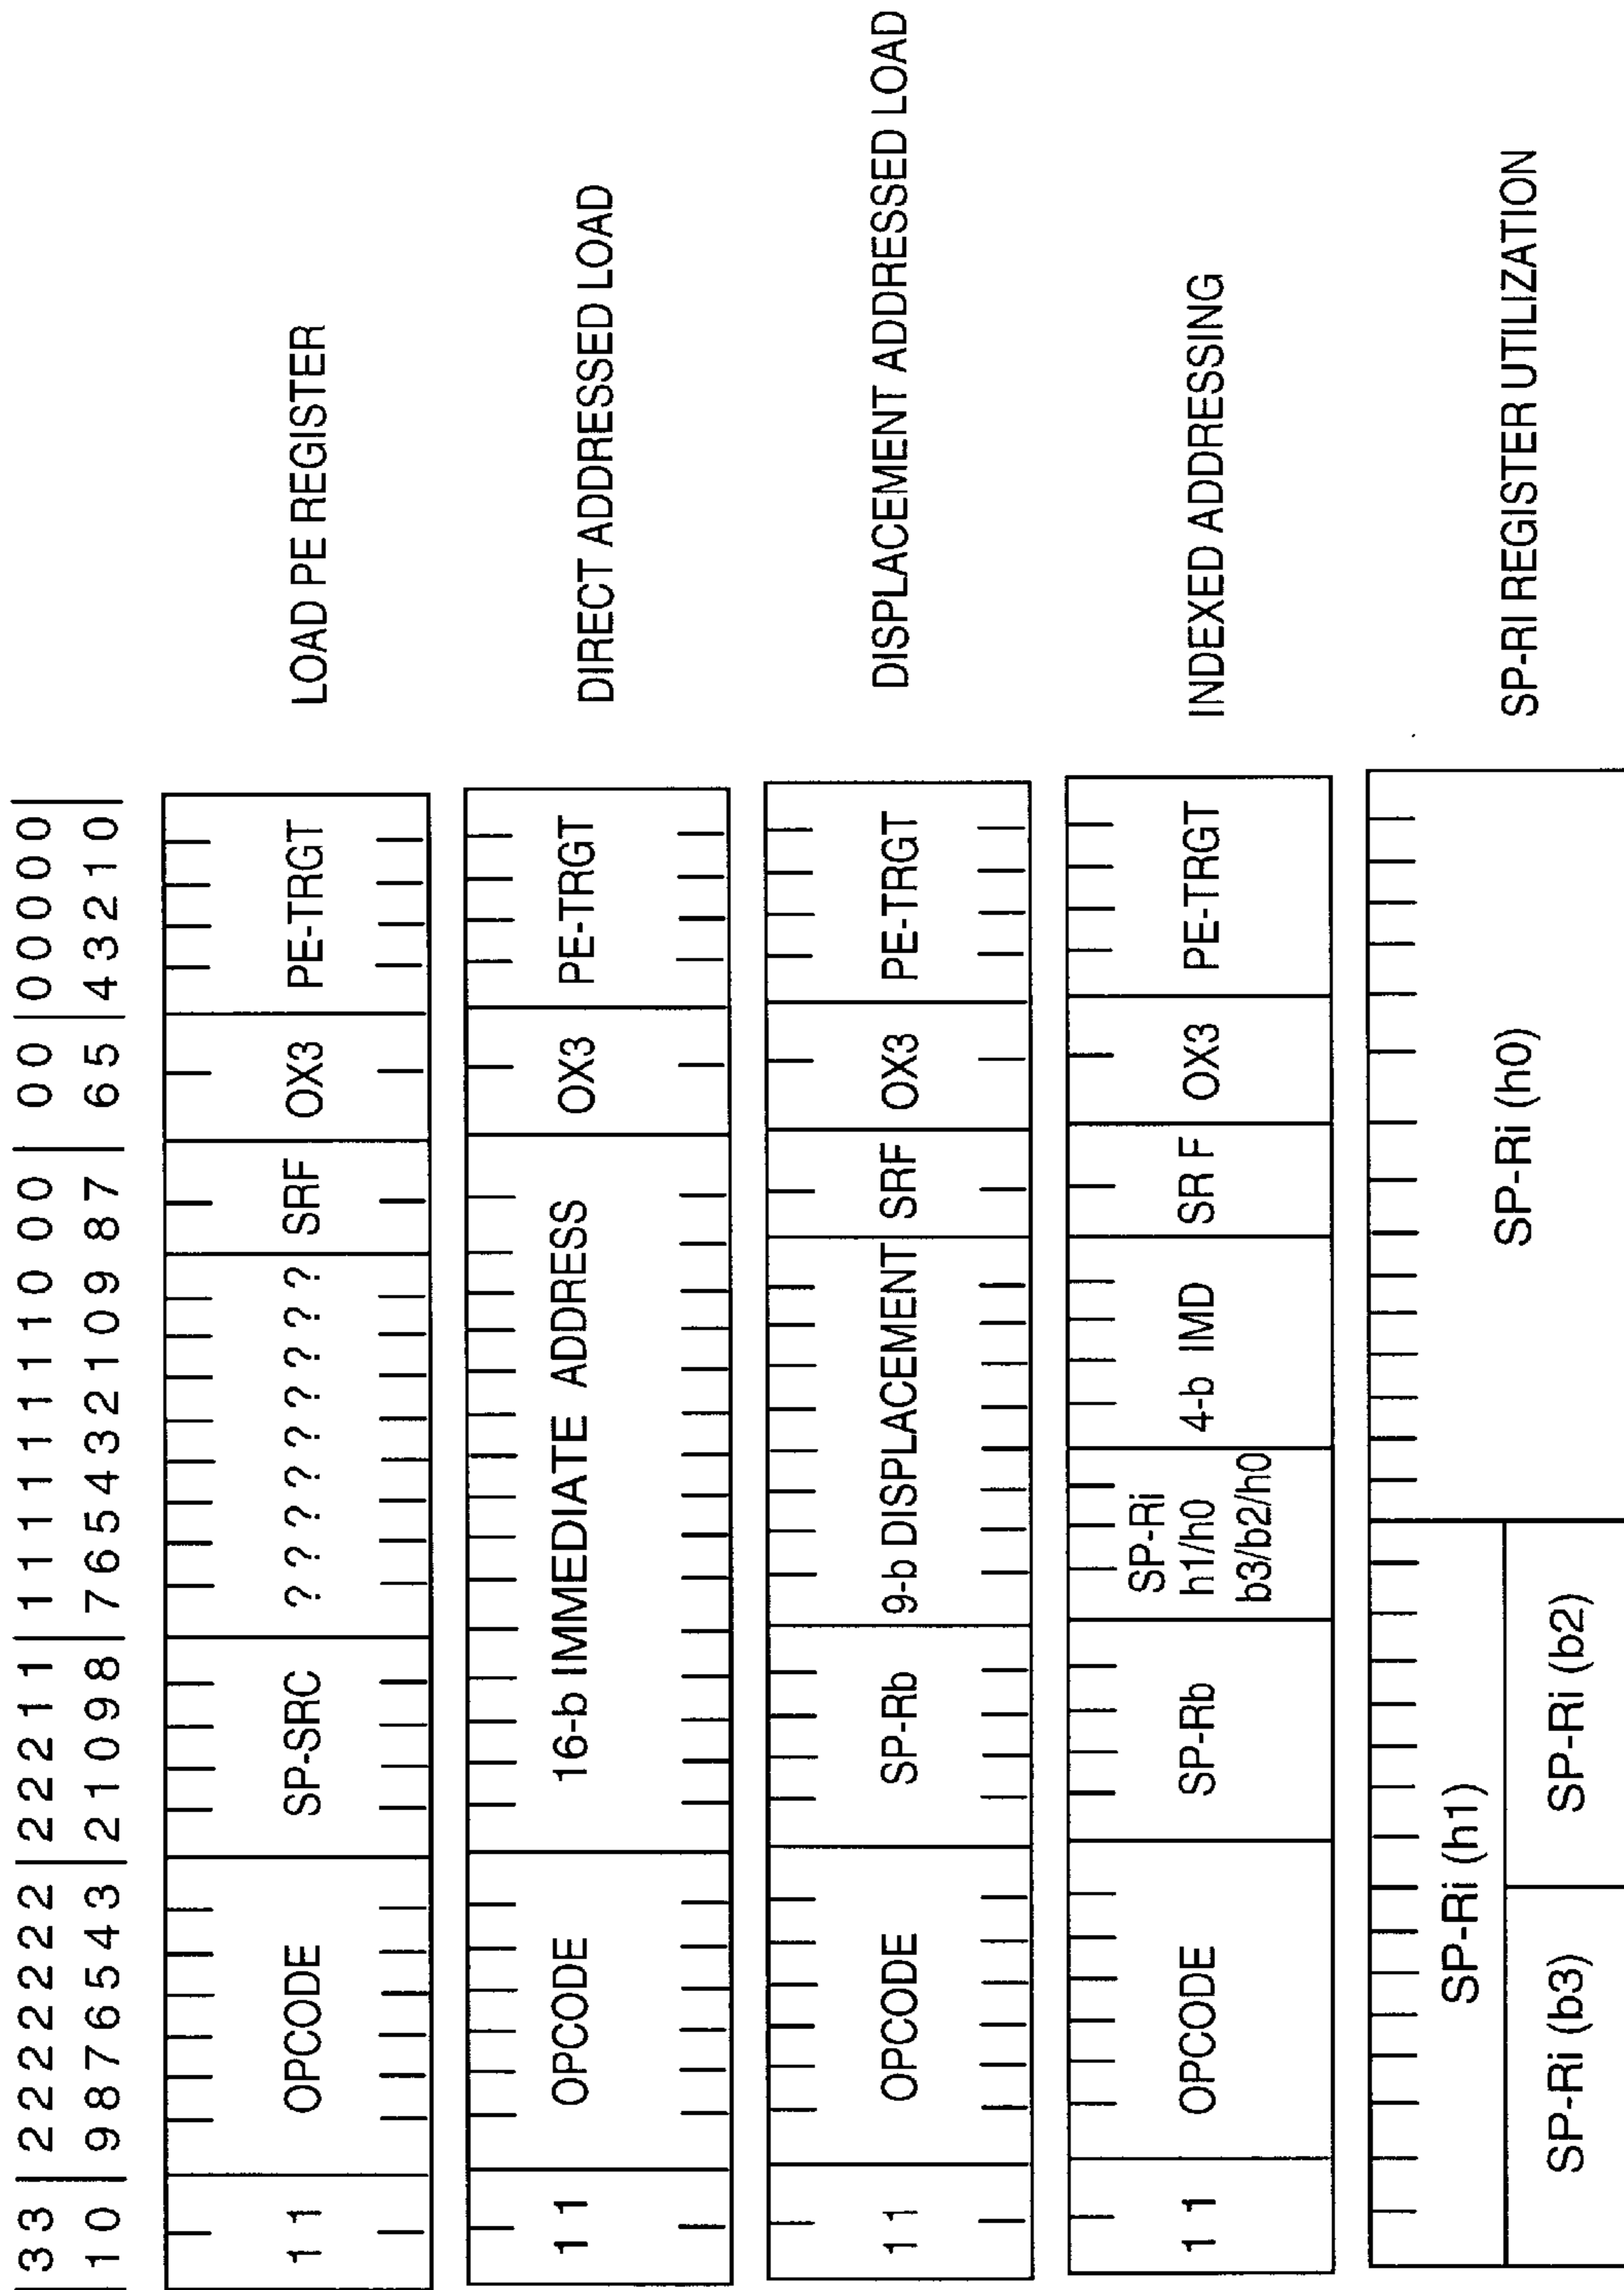 3 3 | 2 2 2 2 2 2 2 | 2 2 2 1 1 | 1 1 1 1 1 1 1 1 0 0 0 | 0 0 | 0 0 0 0 0 |
1 0 | 9 8 7 6 5 4 3 | 2 1 0 9 8 | 7 6 5 4 3 2 1 0 9 8 7 | 6 5 | 4 3 2 1 0 |
1 1 OPCODE SP-SRC ? ? ? ? ? ? ? ? ? SRF OX3 PE-TRGT LOAD PE REGISTER
1 1 OPCODE 16-b IMMEDIATE ADDRESS OX3 PE-TRGT DIRECT ADDRESSED LOAD
1 1 OPCODE SP-Rb 9-b DISPLACEMENT SRF OX3 PE-TRGT DISPLACEMENT ADDRESSED LOAD
1 1 OPCODE SP-Rb SP-Ri
h1/h0
b3/b2/h0 4-b IMD SR F OX3 PE-TRGT INDEXED ADDRESSING
SP-Ri (h1) SP-Ri (h0) SP-RI REGISTER UTILIZATION
SP-Ri (b3) SP-Ri (b2)